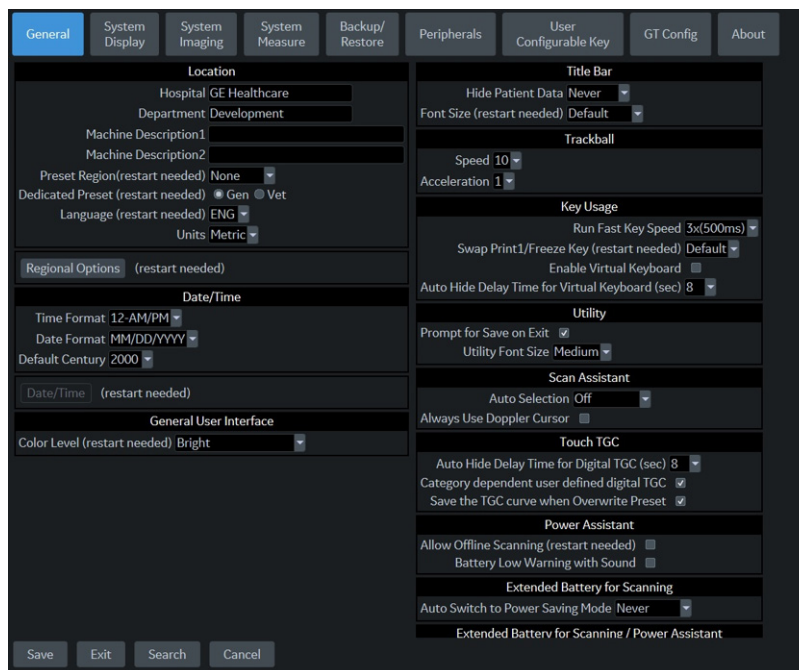 General
System Display
System Imaging
System Measure
Backup/ Restore
Peripherals
User Configurable Key
GT Config
About
Location
Hospital GE Healthcare
Department Development
Machine Description1
Machine Description2
Preset Region(restart needed) None
Dedicated Preset (restart needed) Gen Vet
Language (restart needed) ENG
Units Metric
Regional Options (restart needed)
Date/Time
Time Format 12-AM/PM
Date Format MM/DD/YYYY
Default Century 2000
Date/Time (restart needed)
General User Interface
Color Level (restart needed) Bright
Title Bar
Hide Patient Data Never
Font Size (restart needed) Default
Trackball
Speed 10
Acceleration 1
Key Usage
Run Fast Key Speed 3x(500ms)
Swap Print1/Freeze Key (restart needed) Default
Enable Virtual Keyboard
Auto Hide Delay Time for Virtual Keyboard (sec) 8
Utility
Prompt for Save on Exit
Utility Font Size Medium
Scan Assistant
Auto Selection Off
Always Use Doppler Cursor
Touch TGC
Auto Hide Delay Time for Digital TGC (sec) 8
Category dependent user defined digital TGC
Save the TGC curve when Overwrite Preset
Power Assistant
Allow Offline Scanning (restart needed)
Battery Low Warning with Sound
Extended Battery for Scanning
Auto Switch to Power Saving Mode Never
Extended Battery for Scanning / Power Assistant
Save
Exit
Search
Cancel